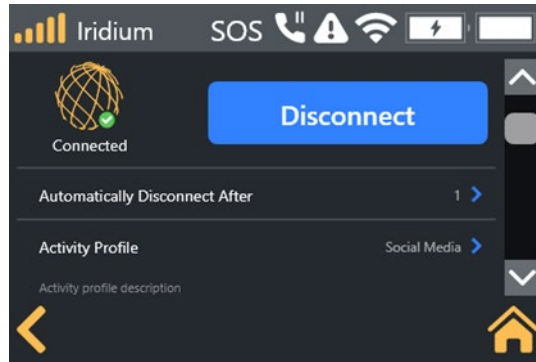 Iridium SOS
Disconnect
Connected
Automatically Disconnect After 1
Activity Profile Social Media
Activity profile description